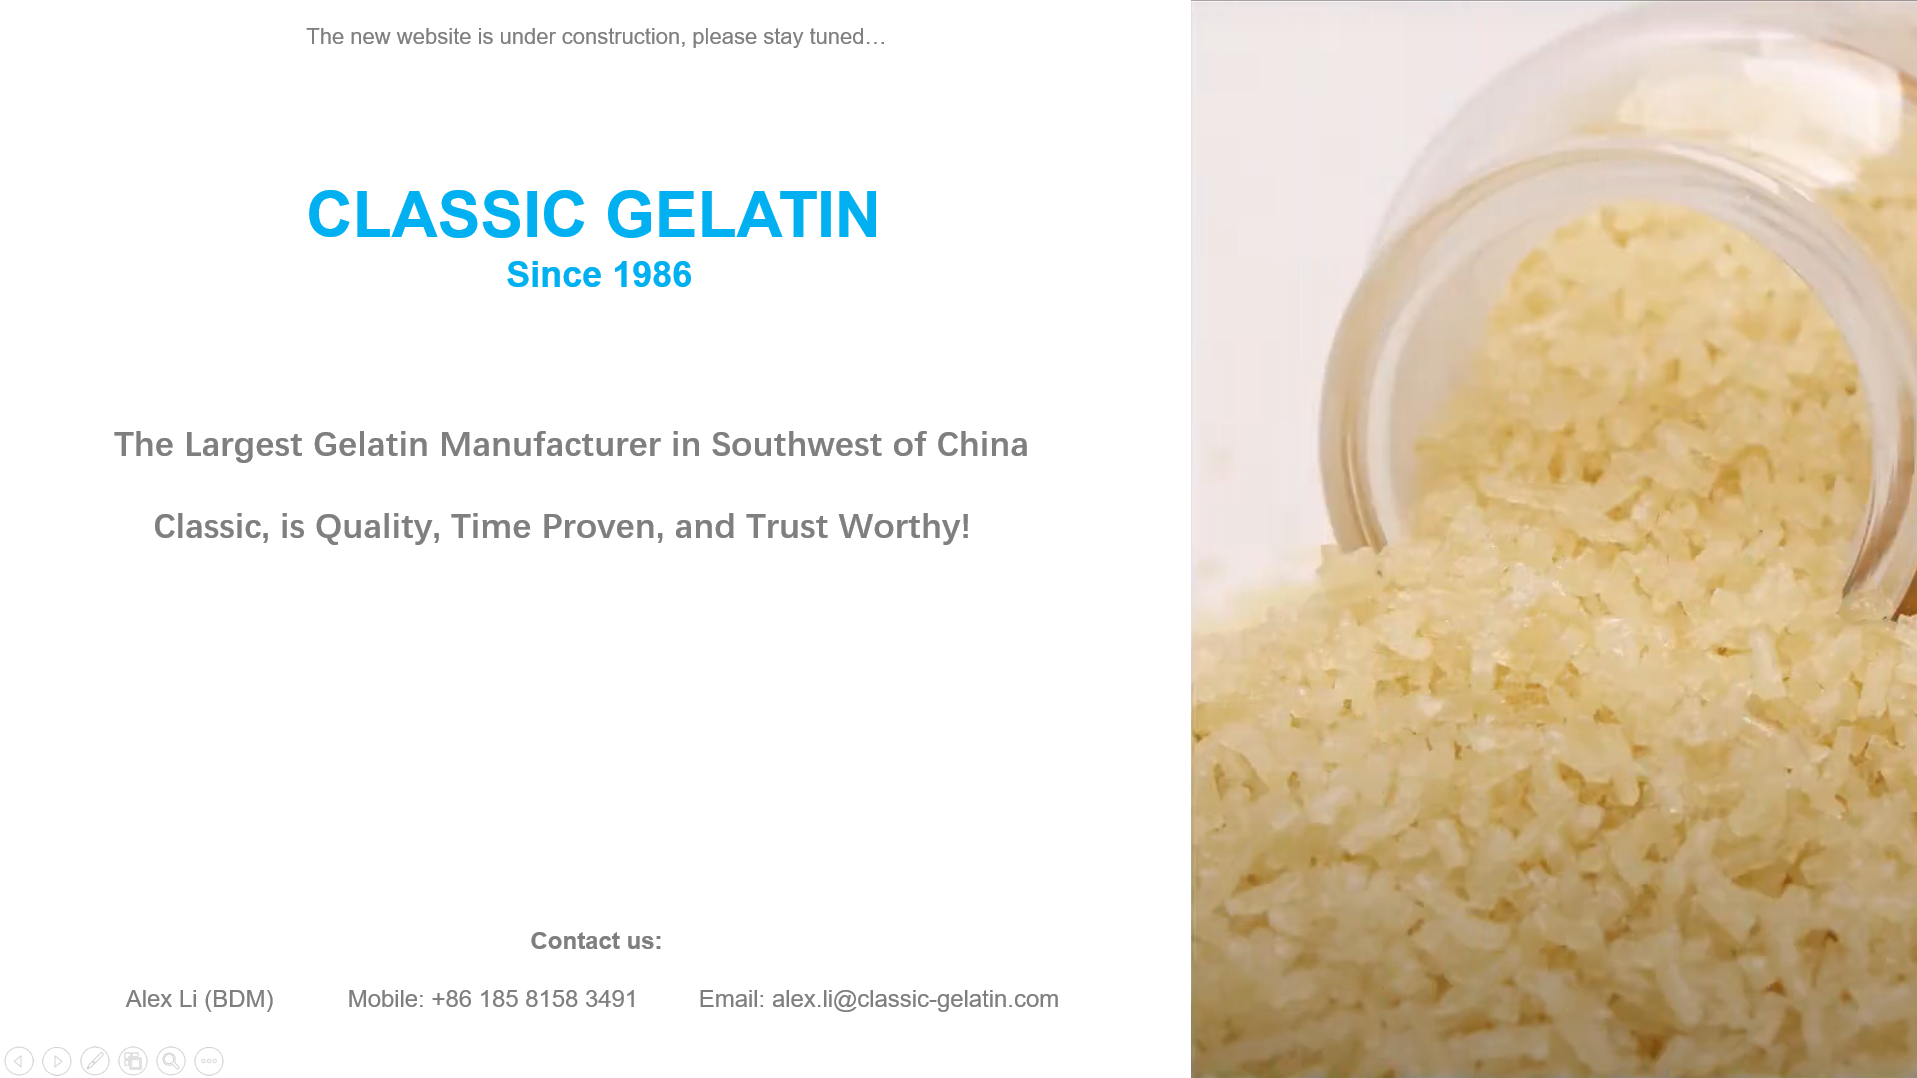 The new website is under construction, please stay tuned…
CLASSIC GELATIN
Since 1986
The Largest Gelatin Manufacturer in Southwest of China
Classic, is Quality, Time Proven, and Trust Worthy!
Contact us:
Alex Li (BDM) Mobile: +86 185 8158 3491 Email: alex.li@classic-gelatin.com